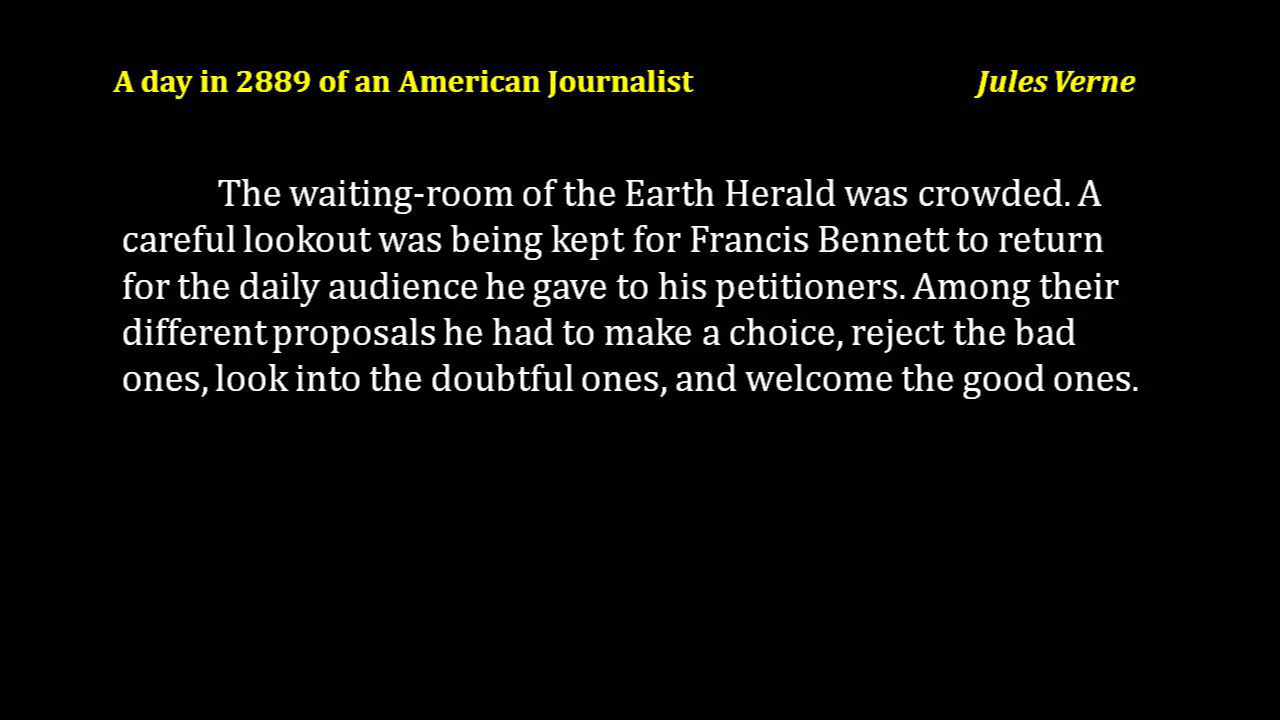 A day in 2889 of an American Journalist Jules Verne
The waiting-room of the Earth Herald was crowded. A
careful lookout was being kept for Francis Bennett to return
for the daily audience he gave to his petitioners. Among their
different proposals he had to make a choice, reject the bad
ones, look into the doubtful ones, and welcome the good ones.